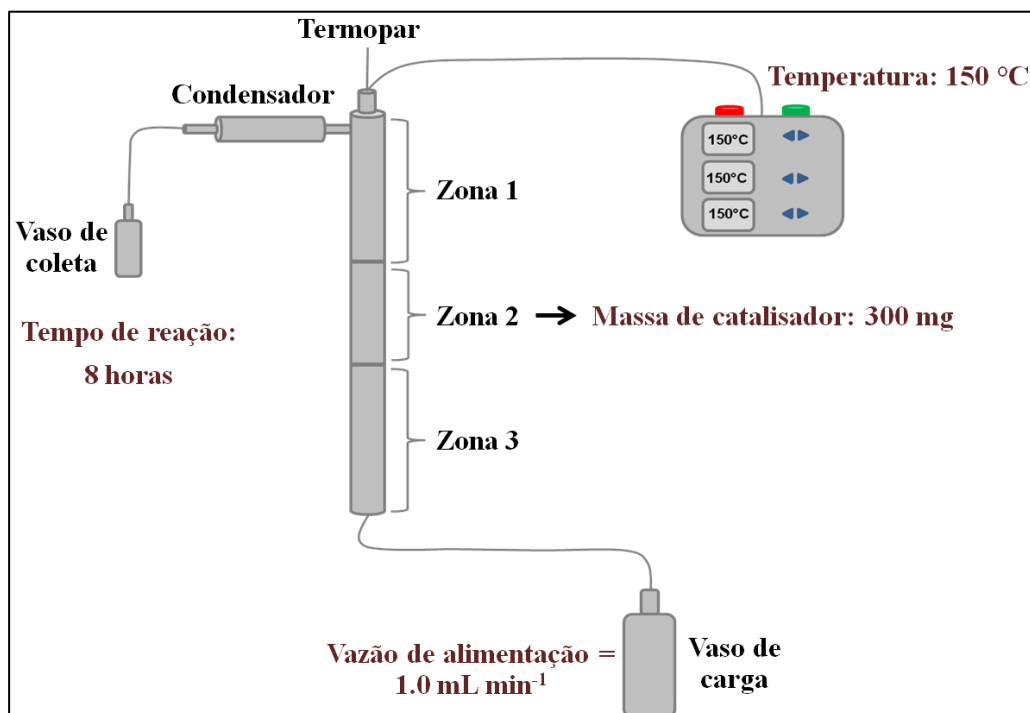 Termopar
Temperatura: 150 °C
Condensador
150°C
150°C
150°C
Zona 1
Vaso de
coleta
Tempo de reação:
8 horas
Zona 2
Massa de catalisador: 300 mg
Zona 3
Vazão de alimentação =
1.0 mL min⁻¹
Vaso de
carga